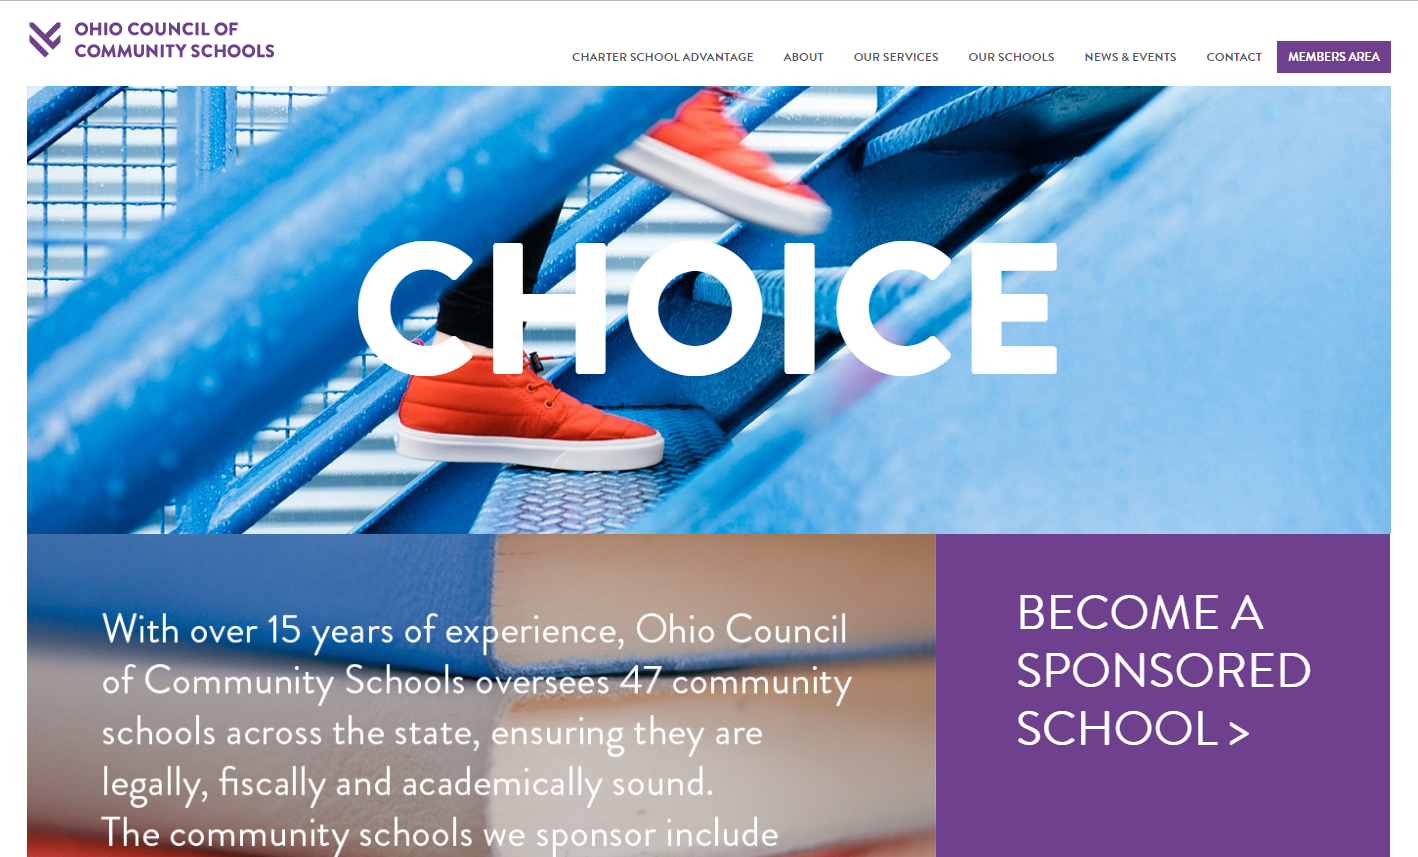 OHIO COUNCIL OF
COMMUNITY SCHOOLS
CHARTER SCHOOL ADVANTAGE ABOUT OUR SERVICES OUR SCHOOLS NEWS & EVENTS CONTACT MEMBERS AREA
CHOICE
With over 15 years of experience, Ohio Council
of Community Schools oversees 47 community
schools across the state, ensuring they are
legally, fiscally and academically sound.
The community schools we sponsor include
BECOME A
SPONSORED
SCHOOL >